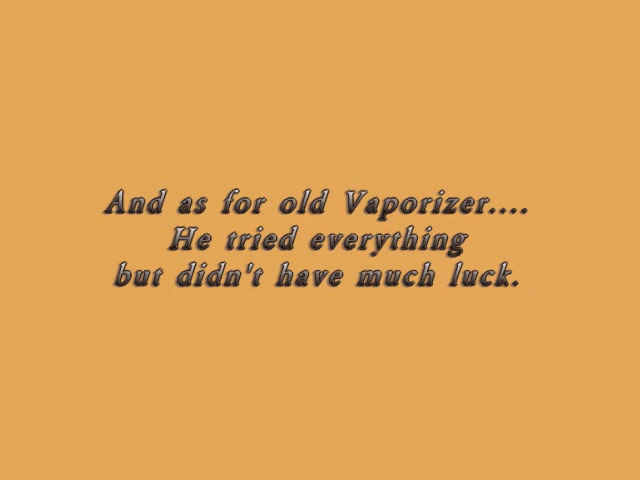 And as for old Vaporizer....
He tried everything
but didn't have much luck.